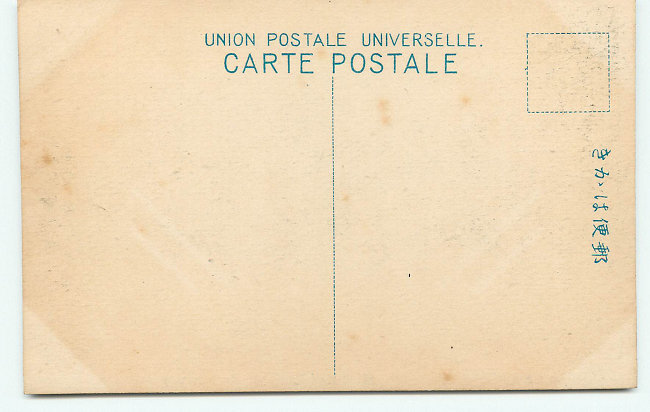 UNION POSTALE UNIVERSELLE.
CARTE POSTALE
きかは便郵